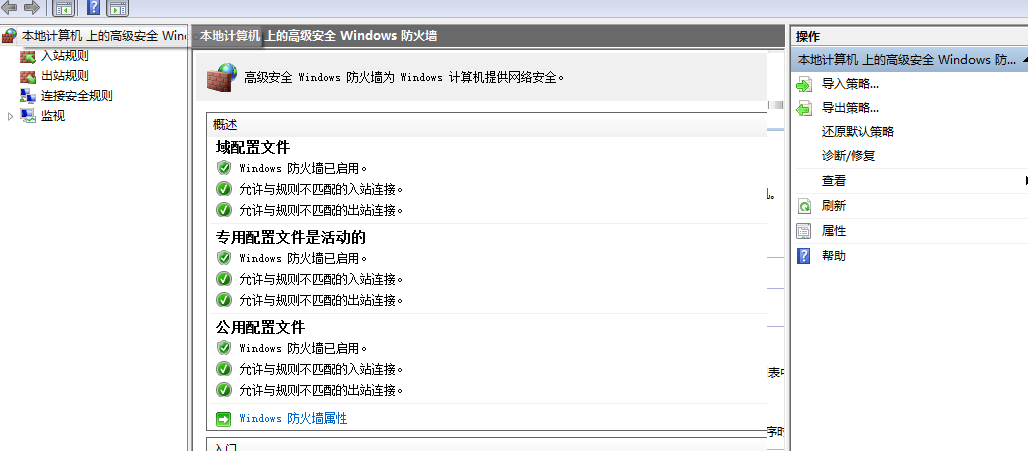 本地计算机 上的高级安全 Wind
入站规则
出站规则
连接安全规则
监视
本地计算机 上的高级安全 Windows 防火墙
高级安全 Windows 防火墙为 Windows 计算机提供网络安全。
概述
域配置文件
Windows 防火墙已启用。
允许与规则不匹配的入站连接。
允许与规则不匹配的出站连接。
专用配置文件是活动的
Windows 防火墙已启用。
允许与规则不匹配的入站连接。
允许与规则不匹配的出站连接。
公用配置文件
Windows 防火墙已启用。
允许与规则不匹配的入站连接。
允许与规则不匹配的出站连接。
Windows 防火墙属性
入门
操作
本地计算机 上的高级安全 Windows 防...
导入策略...
导出策略...
还原默认策略
诊断/修复
查看
刷新
属性
帮助